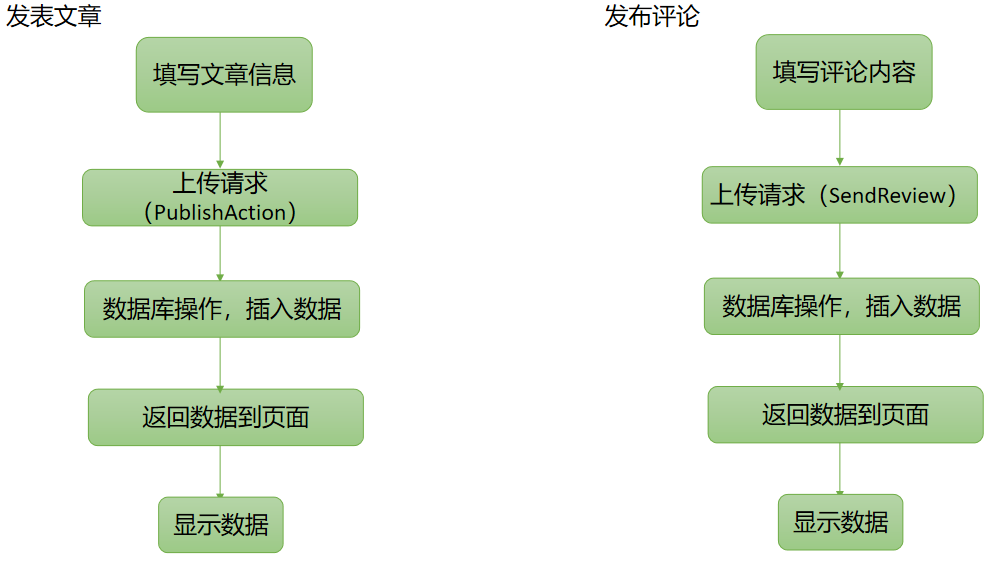 发表文章
填写文章信息
上传请求
（PublishAction）
数据库操作，插入数据
返回数据到页面
显示数据
发布评论
填写评论内容
上传请求（SendReview）
数据库操作，插入数据
返回数据到页面
显示数据